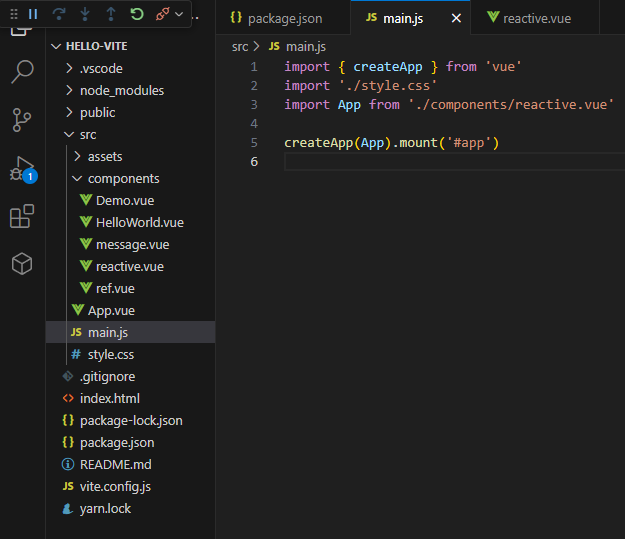 package.json
JS main.js
reactive.vue
HELLO-VITE
.vscode
node_modules
public
src
assets
components
Demo.vue
HelloWorld.vue
message.vue
reactive.vue
ref.vue
App.vue
JS main.js
# style.css
.gitignore
<> index.html
{} package-lock.json
{} package.json
README.md
JS vite.config.js
yarn.lock
1
src > JS main.js
1 import { createApp } from 'vue'
2 import './style.css'
3 import App from './components/reactive.vue'
4
5 createApp(App).mount('#app')
6